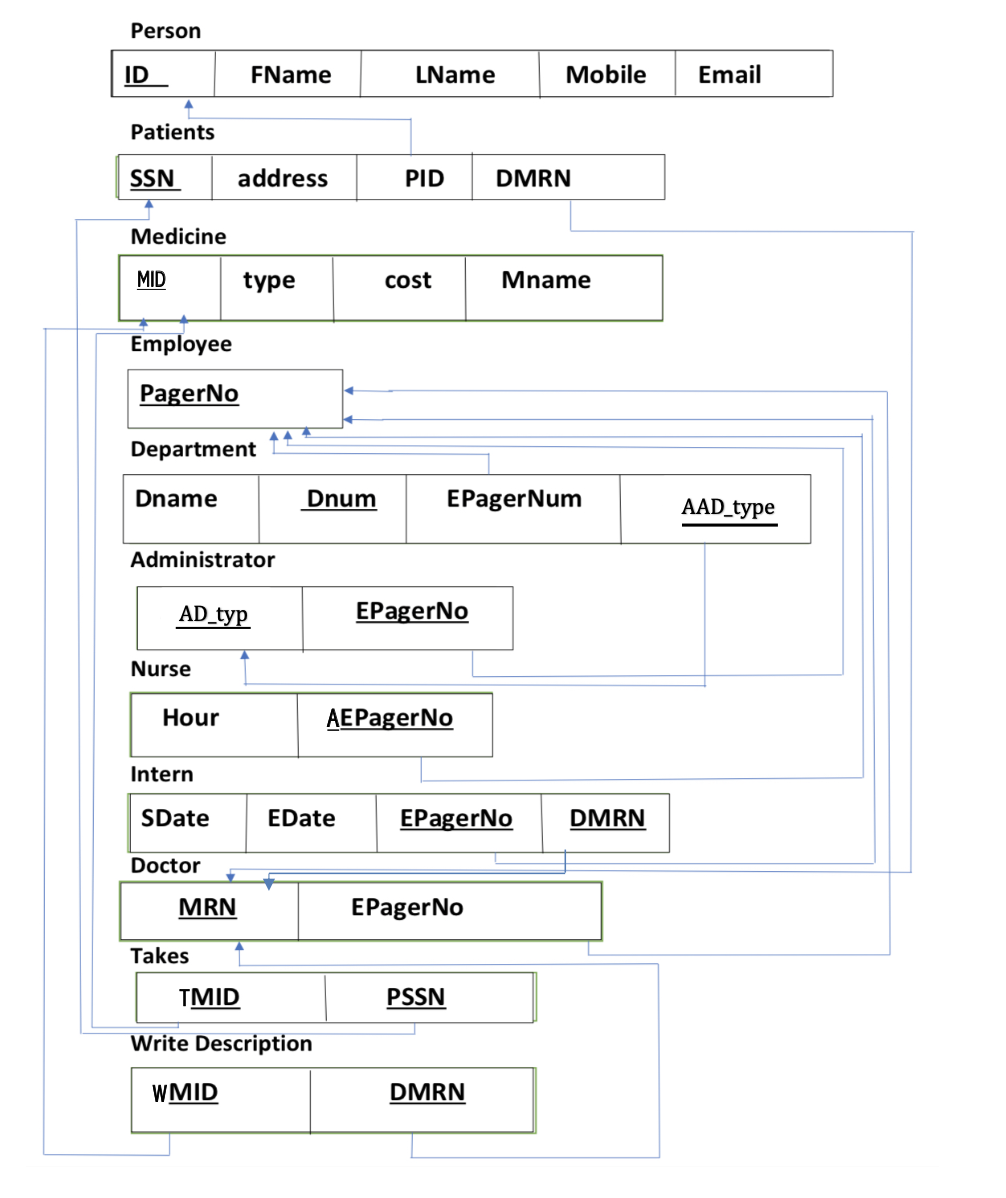 Person
ID FName LName Mobile Email
Patients
SSN address PID DMRN
Medicine
MID type cost Mname
Employee
PagerNo
Department
Dname Dnum EPagerNum AAD_type
Administrator
AD_typ EPagerNo
Nurse
Hour AEPagerNo
Intern
SDate EDate EPagerNo DMRN
Doctor
MRN EPagerNo
Takes
TMID PSSN
Write Description
WMID DMRN